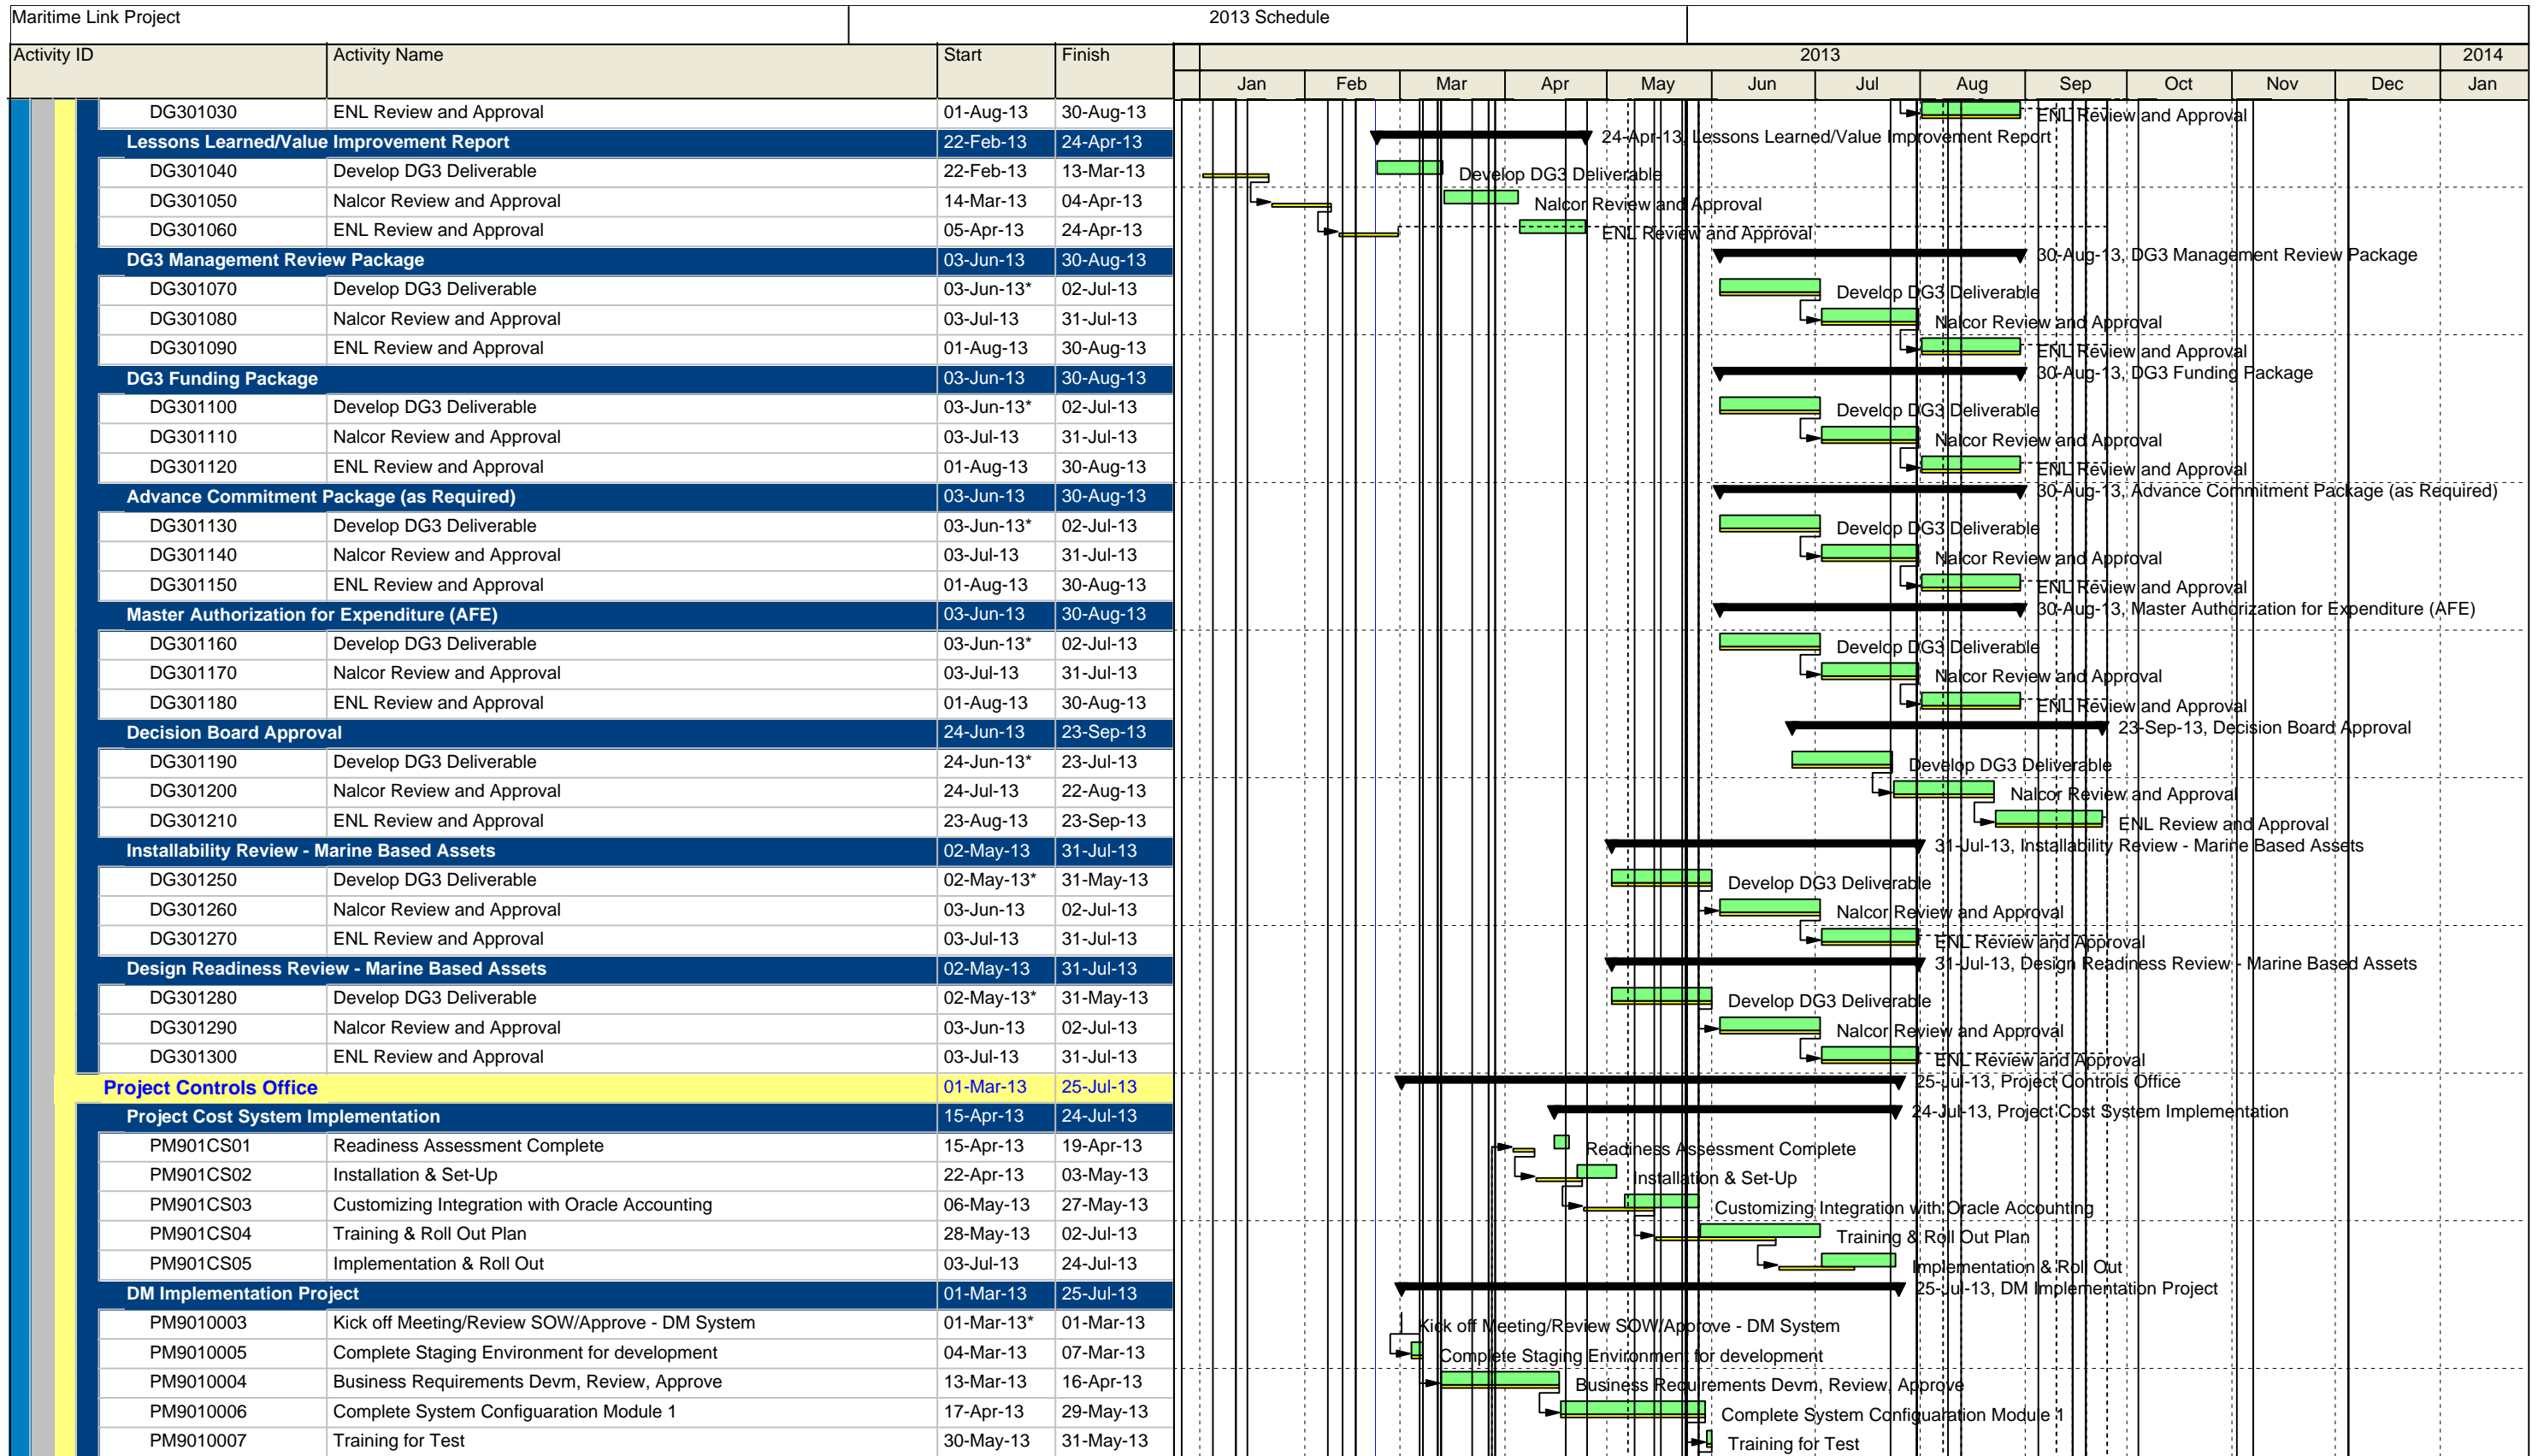 Maritime Link Project 2013 Schedule
Activity ID Activity Name Start Finish 2013 2014
Jan Feb Mar Apr May Jun Jul Aug Sep Oct Nov Dec Jan
DG301030 ENL Review and Approval 01-Aug-13 30-Aug-13 ENL Review and Approval
Lessons Learned/Value Improvement Report 22-Feb-13 24-Apr-13 24-Apr-13, Lessons Learned/Value Improvement Report
DG301040 Develop DG3 Deliverable 22-Feb-13 13-Mar-13 Develop DG3 Deliverable
DG301050 Nalcor Review and Approval 14-Mar-13 04-Apr-13 Nalcor Review and Approval
DG301060 ENL Review and Approval 05-Apr-13 24-Apr-13 ENL Review and Approval
DG3 Management Review Package 03-Jun-13 30-Aug-13 30-Aug-13, DG3 Management Review Package
DG301070 Develop DG3 Deliverable 03-Jun-13* 02-Jul-13 Develop DG3 Deliverable
DG301080 Nalcor Review and Approval 03-Jul-13 31-Jul-13 Nalcor Review and Approval
DG301090 ENL Review and Approval 01-Aug-13 30-Aug-13 ENL Review and Approval
DG3 Funding Package 03-Jun-13 30-Aug-13 30-Aug-13, DG3 Funding Package
DG301100 Develop DG3 Deliverable 03-Jun-13* 02-Jul-13 Develop DG3 Deliverable
DG301110 Nalcor Review and Approval 03-Jul-13 31-Jul-13 Nalcor Review and Approval
DG301120 ENL Review and Approval 01-Aug-13 30-Aug-13 ENL Review and Approval
Advance Commitment Package (as Required) 03-Jun-13 30-Aug-13 30-Aug-13, Advance Commitment Package (as Required)
DG301130 Develop DG3 Deliverable 03-Jun-13* 02-Jul-13 Develop DG3 Deliverable
DG301140 Nalcor Review and Approval 03-Jul-13 31-Jul-13 Nalcor Review and Approval
DG301150 ENL Review and Approval 01-Aug-13 30-Aug-13 ENL Review and Approval
Master Authorization for Expenditure (AFE) 03-Jun-13 30-Aug-13 30-Aug-13, Master Authorization for Expenditure (AFE)
DG301160 Develop DG3 Deliverable 03-Jun-13* 02-Jul-13 Develop DG3 Deliverable
DG301170 Nalcor Review and Approval 03-Jul-13 31-Jul-13 Nalcor Review and Approval
DG301180 ENL Review and Approval 01-Aug-13 30-Aug-13 ENL Review and Approval
Decision Board Approval 24-Jun-13 23-Sep-13 23-Sep-13, Decision Board Approval
DG301190 Develop DG3 Deliverable 24-Jun-13* 23-Jul-13 Develop DG3 Deliverable
DG301200 Nalcor Review and Approval 24-Jul-13 22-Aug-13 Nalcor Review and Approval
DG301210 ENL Review and Approval 23-Aug-13 23-Sep-13 ENL Review and Approval
Installability Review - Marine Based Assets 02-May-13 31-Jul-13 31-Jul-13, Installability Review - Marine Based Assets
DG301250 Develop DG3 Deliverable 02-May-13* 31-May-13 Develop DG3 Deliverable
DG301260 Nalcor Review and Approval 03-Jun-13 02-Jul-13 Nalcor Review and Approval
DG301270 ENL Review and Approval 03-Jul-13 31-Jul-13 ENL Review and Approval
Design Readiness Review - Marine Based Assets 02-May-13 31-Jul-13 31-Jul-13, Design Readiness Review - Marine Based Assets
DG301280 Develop DG3 Deliverable 02-May-13* 31-May-13 Develop DG3 Deliverable
DG301290 Nalcor Review and Approval 03-Jun-13 02-Jul-13 Nalcor Review and Approval
DG301300 ENL Review and Approval 03-Jul-13 31-Jul-13 ENL Review and Approval
Project Controls Office 01-Mar-13 25-Jul-13 25-Jul-13, Project Controls Office
Project Cost System Implementation 15-Apr-13 24-Jul-13 24-Jul-13, Project Cost System Implementation
PM901CS01 Readiness Assessment Complete 15-Apr-13 19-Apr-13 Readiness Assessment Complete
PM901CS02 Installation & Set-Up 22-Apr-13 03-May-13 Installation & Set-Up
PM901CS03 Customizing Integration with Oracle Accounting 06-May-13 27-May-13 Customizing Integration with Oracle Accounting
PM901CS04 Training & Roll Out Plan 28-May-13 02-Jul-13 Training & Roll Out Plan
PM901CS05 Implementation & Roll Out 03-Jul-13 24-Jul-13 Implementation & Roll Out
DM Implementation Project 01-Mar-13 25-Jul-13 25-Jul-13, DM Implementation Project
PM9010003 Kick off Meeting/Review SOW/Approve - DM System 01-Mar-13* 01-Mar-13 Kick off Meeting/Review SOW/Approve - DM System
PM9010005 Complete Staging Environment for development 04-Mar-13 07-Mar-13 Complete Staging Environment for development
PM9010004 Business Requirements Devm, Review, Approve 13-Mar-13 16-Apr-13 Business Requirements Devm, Review, Approve
PM9010006 Complete System Configuaration Module 1 17-Apr-13 29-May-13 Complete System Configuaration Module 1
PM9010007 Training for Test 30-May-13 31-May-13 Training for Test